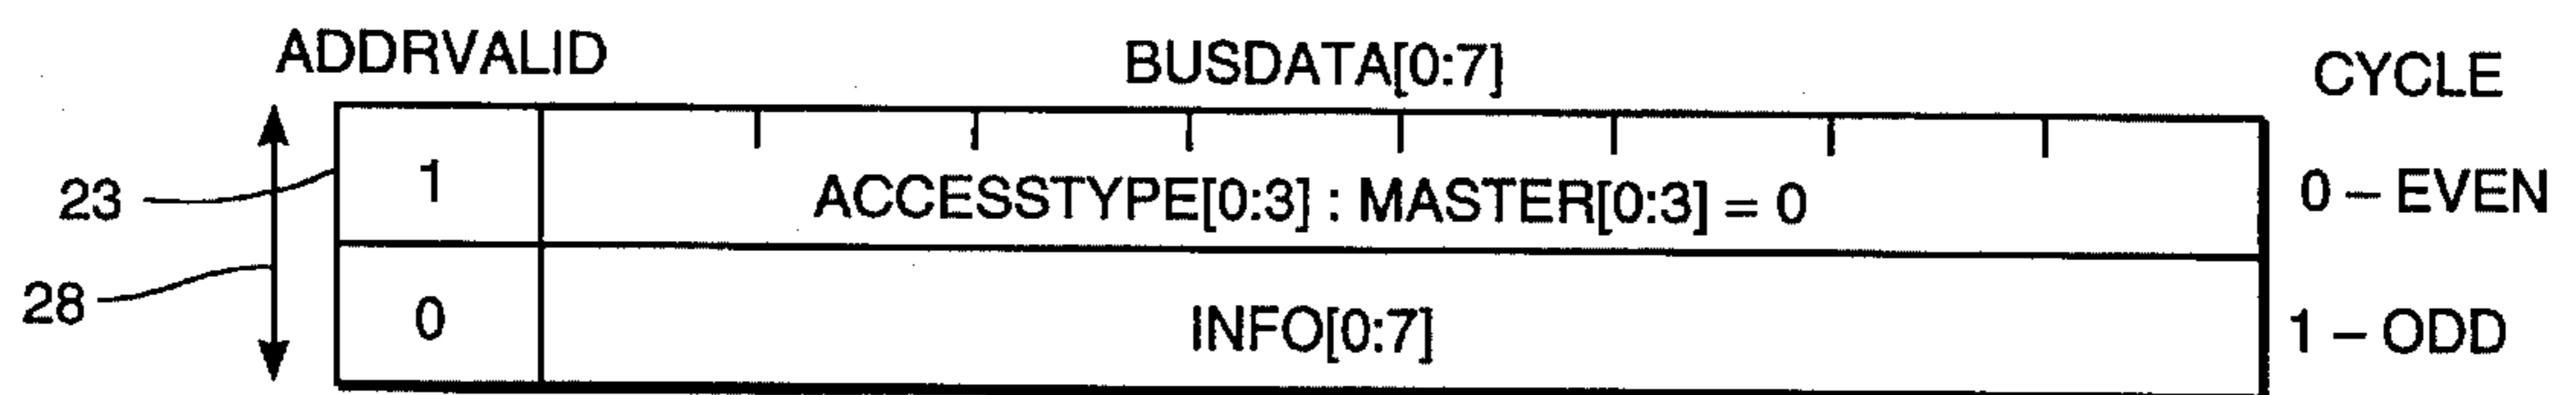 ADDRVALID BUSDATA[0:7] CYCLE
23 1 ACCESSTYPE[0:3] : MASTER[0:3] = 0 0 – EVEN
28 0 INFO[0:7] 1 – ODD